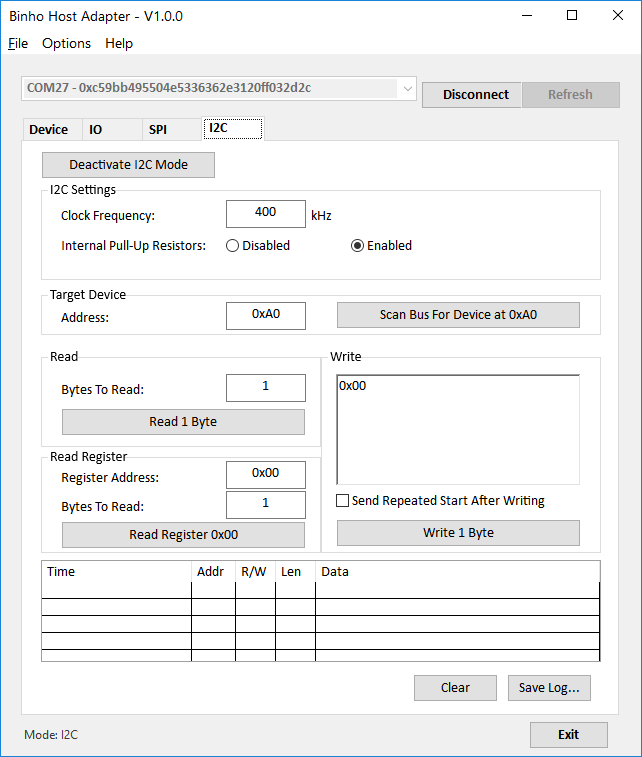 Binho Host Adapter - V1.0.0
File Options Help
COM27 - 0xc59bb495504e5336362e3120ff032d2c
Disconnect
Refresh
Device IO SPI I2C
Deactivate I2C Mode
I2C Settings
Clock Frequency: 400 kHz
Internal Pull-Up Resistors: Disabled Enabled
Target Device
Address: 0xA0 Scan Bus For Device at 0xA0
Read
Bytes To Read: 1
Read 1 Byte
Read Register
Register Address: 0x00
Bytes To Read: 1
Read Register 0x00
Write
0x00
Send Repeated Start After Writing
Write 1 Byte
Time Addr R/W Len Data
Clear Save Log...
Mode: I2C Exit